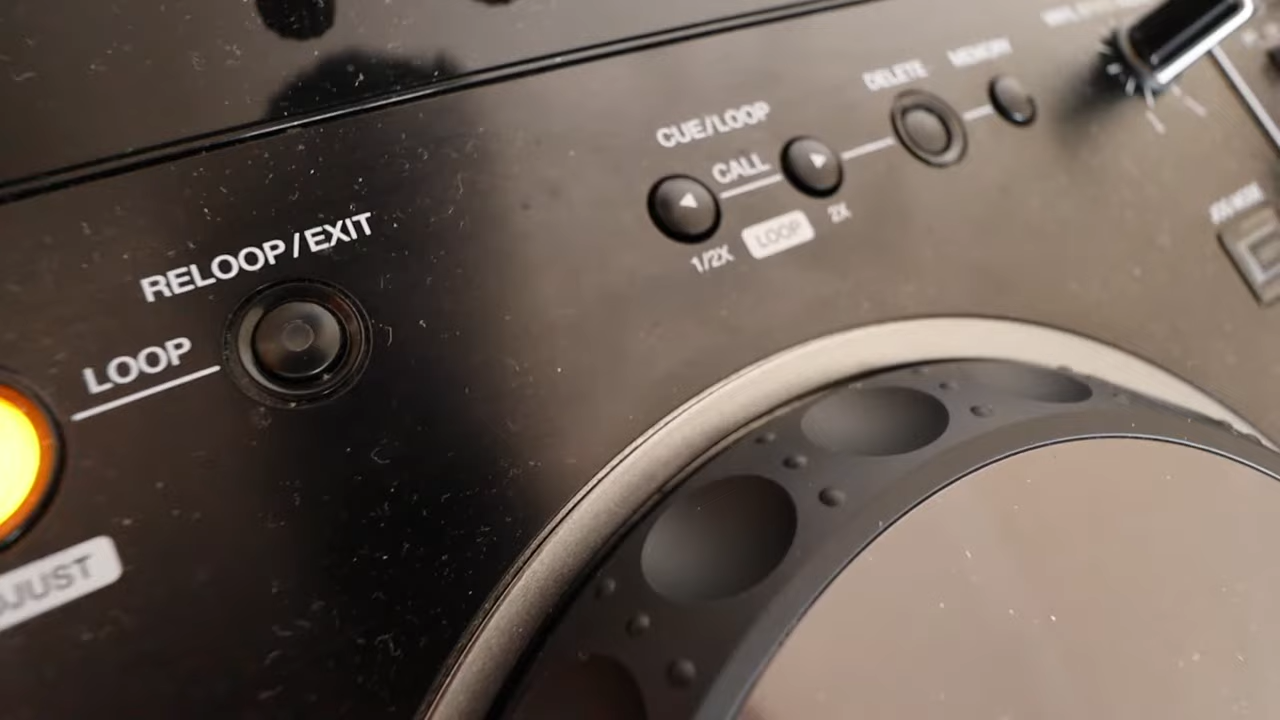 DELETE
MEMORY
CUE/LOOP
CALL
1/2X
LOOP
2X
RELOOP/EXIT
LOOP